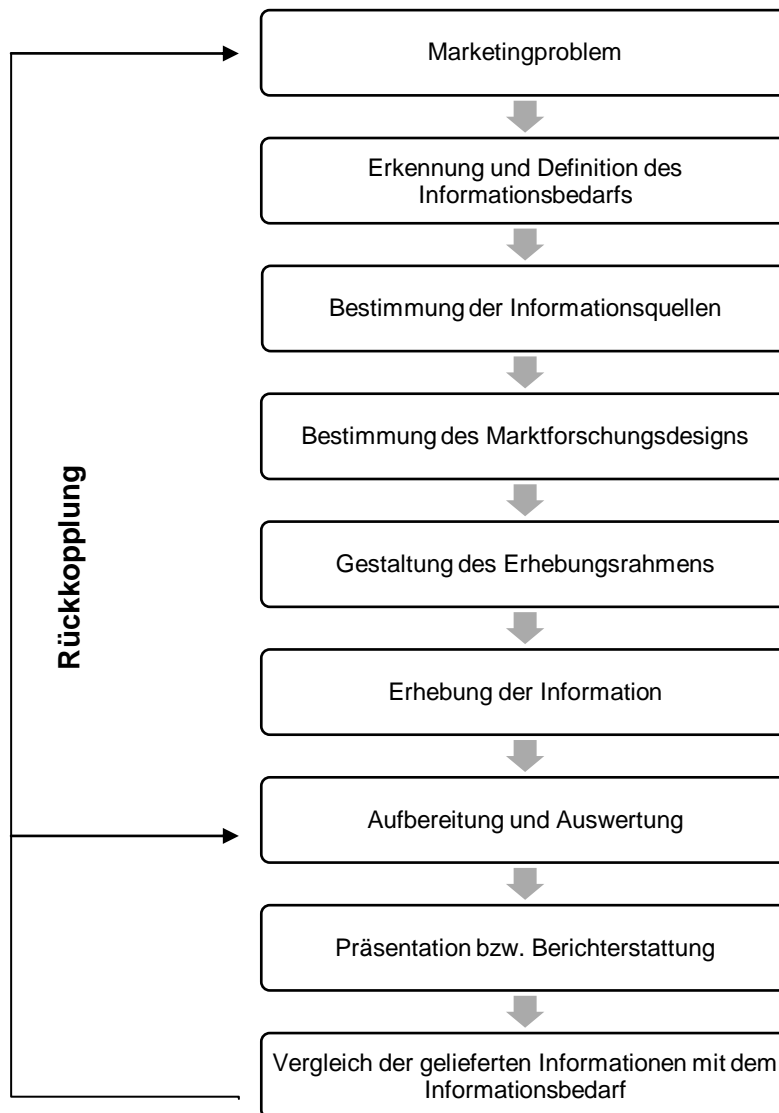 Marketingproblem
Erkennung und Definition des
Informationsbedarfs
Bestimmung der Informationsquellen
Bestimmung des Marktforschungsdesigns
Rückkopplung
Gestaltung des Erhebungsrahmens
Erhebung der Information
Aufbereitung und Auswertung
Präsentation bzw. Berichterstattung
Vergleich der gelieferten Informationen mit dem
Informationsbedarf